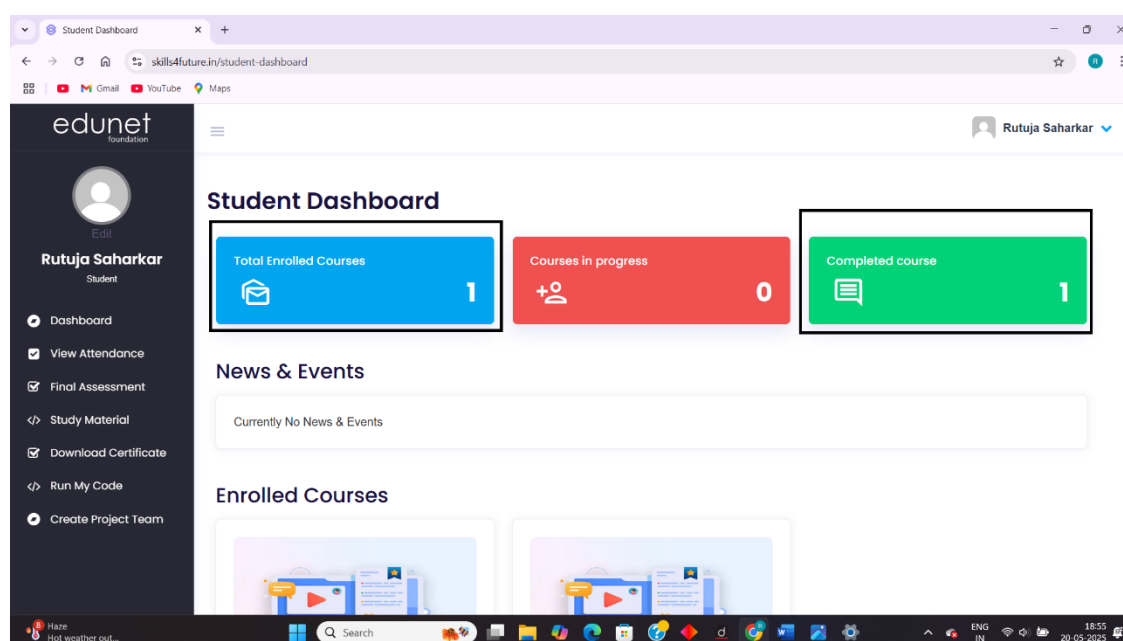 Student Dashboard
skills4future.in/student-dashboard
R
Gmail
YouTube
Maps
edunet
foundation
Rutuja Saharkar
Edit
Rutuja Saharkar
Student
Dashboard
View Attendance
Final Assessment
Study Material
Download Certificate
Run My Code
Create Project Team
Student Dashboard
Total Enrolled Courses
1
Courses in progress
0
Completed course
1
News & Events
Currently No News & Events
Enrolled Courses
8
Haze
Hot weather out...
Search
ENG
IN
18:55
20-05-2025